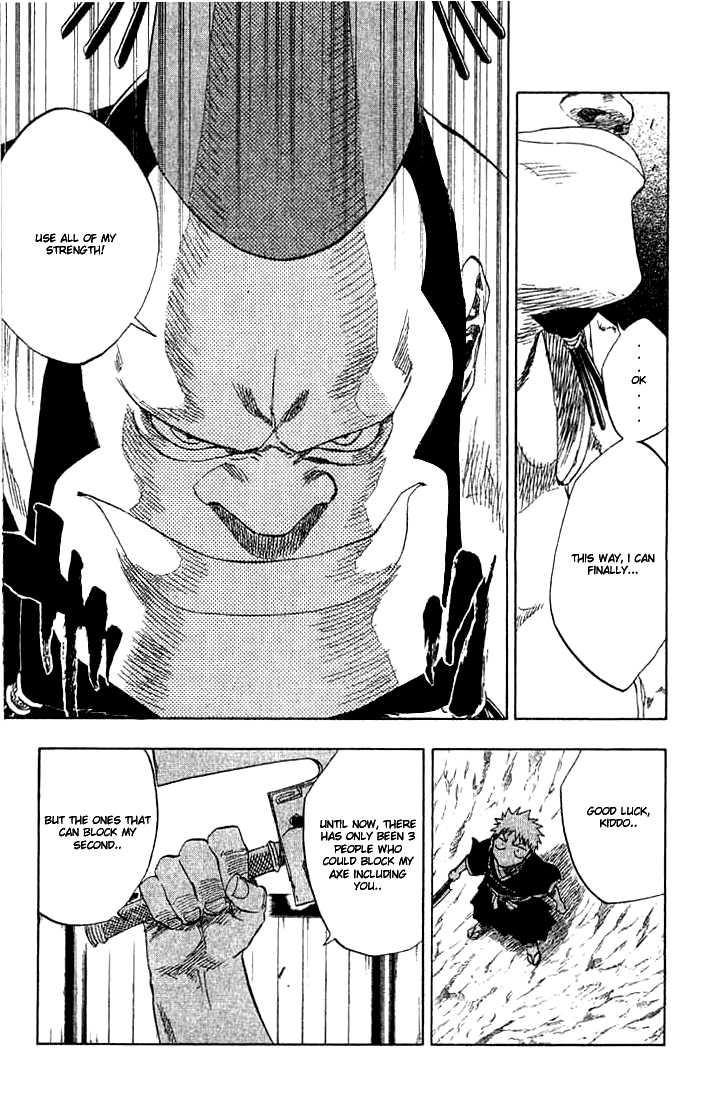 . . . . .
OK
. . . .
THIS WAY, I CAN
FINALLY...
USE ALL OF MY
STRENGTH!
GOOD LUCK,
KIDDO..
UNTIL NOW, THERE
HAS ONLY BEEN 3
PEOPLE WHO
COULD BLOCK MY
AXE INCLUDING
YOU..
BUT THE ONES THAT
CAN BLOCK MY
SECOND..